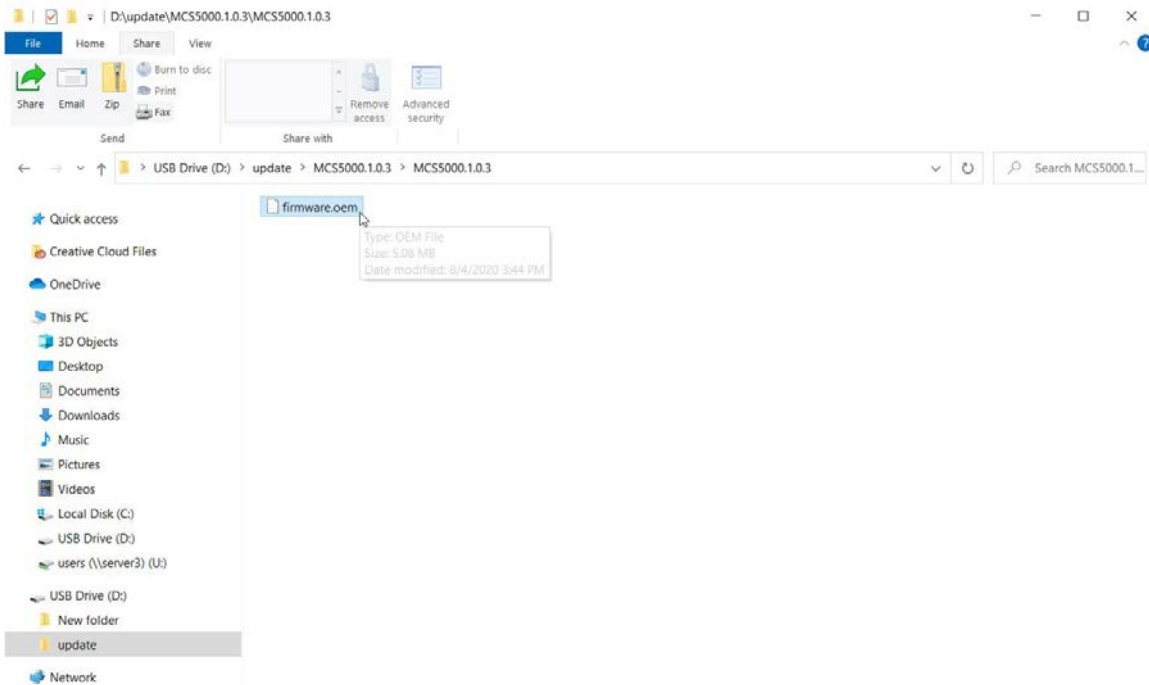 D:\update\MCS5000.1.0.3\MCS5000.1.0.3
File Home Share View
Share Email Zip
Burn to disc
Print
Fax
Remove access
Advanced security
Send
Share with
USB Drive (D:) > update > MCS5000.1.0.3 > MCS5000.1.0.3
Search MCS5000.1....
Quick access
Creative Cloud Files
OneDrive
This PC
3D Objects
Desktop
Documents
Downloads
Music
Pictures
Videos
Local Disk (C:)
USB Drive (D:)
users (\\server3) (U:)
USB Drive (D:)
New folder
update
Network
firmware.oem
Type: OEM File
Size: 5.08 MB
Date modified: 8/4/2020 3:44 PM